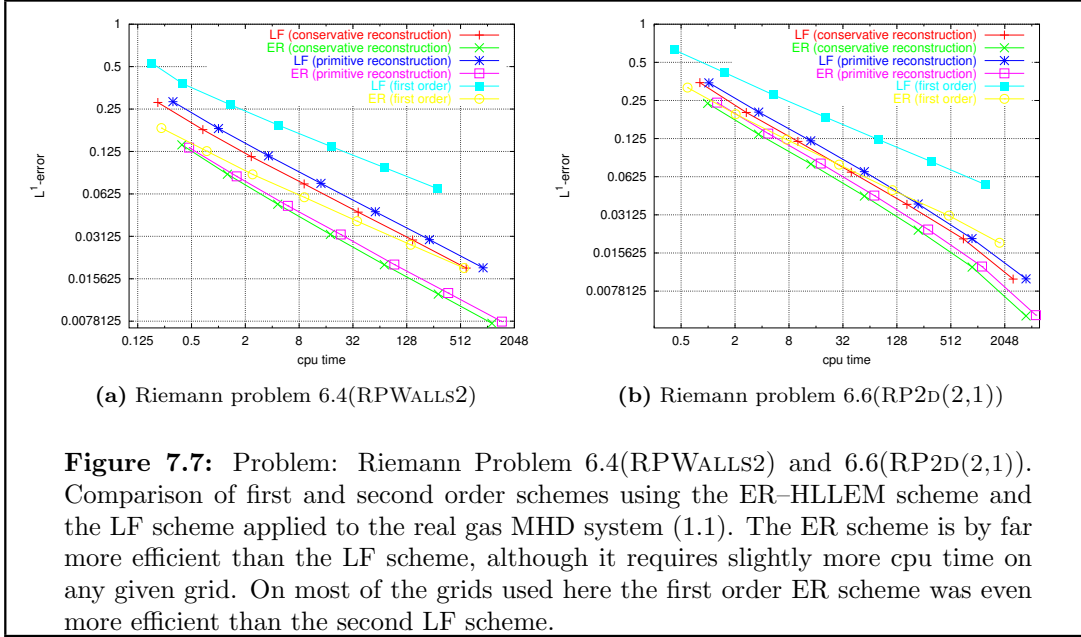 1
0.5
0.25
0.125
0.0625
0.03125
0.015625
0.0078125
L1-error
LF (conservative reconstruction)
ER (conservative reconstruction)
LF (primitive reconstruction)
ER (primitive reconstruction)
LF (first order)
ER (first order)
0.125 0.5 2 8 32 128 512 2048
cpu time
(a) Riemann problem 6.4(RPWALLS2)
1
0.5
0.25
0.125
0.0625
0.03125
0.015625
0.0078125
L1-error
LF (conservative reconstruction)
ER (conservative reconstruction)
LF (primitive reconstruction)
ER (primitive reconstruction)
LF (first order)
ER (first order)
0.5 2 8 32 128 512 2048
cpu time
(b) Riemann problem 6.6(RP2D(2,1))
Figure 7.7: Problem: Riemann Problem 6.4(RPWALLS2) and 6.6(RP2D(2,1)).
Comparison of first and second order schemes using the ER–HLLEM scheme and
the LF scheme applied to the real gas MHD system (1.1). The ER scheme is by far
more efficient than the LF scheme, although it requires slightly more cpu time on
any given grid. On most of the grids used here the first order ER scheme was even
more efficient than the second LF scheme.